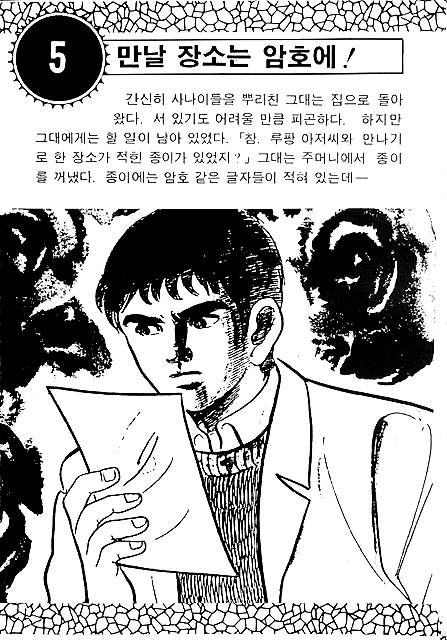 5
만날 장소는 암호에!
간신히 사나이들을 뿌리친 그대는 집으로 돌아
왔다. 서 있기도 어려울 만큼 피곤하다. 하지만
그대에게는 할 일이 남아 있었다. 「참. 루팡 아저씨와 만나기
로 한 장소가 적힌 종이가 있었지?」 그대는 주머니에서 종이
를 꺼냈다. 종이에는 암호 같은 글자들이 적혀 있는데—